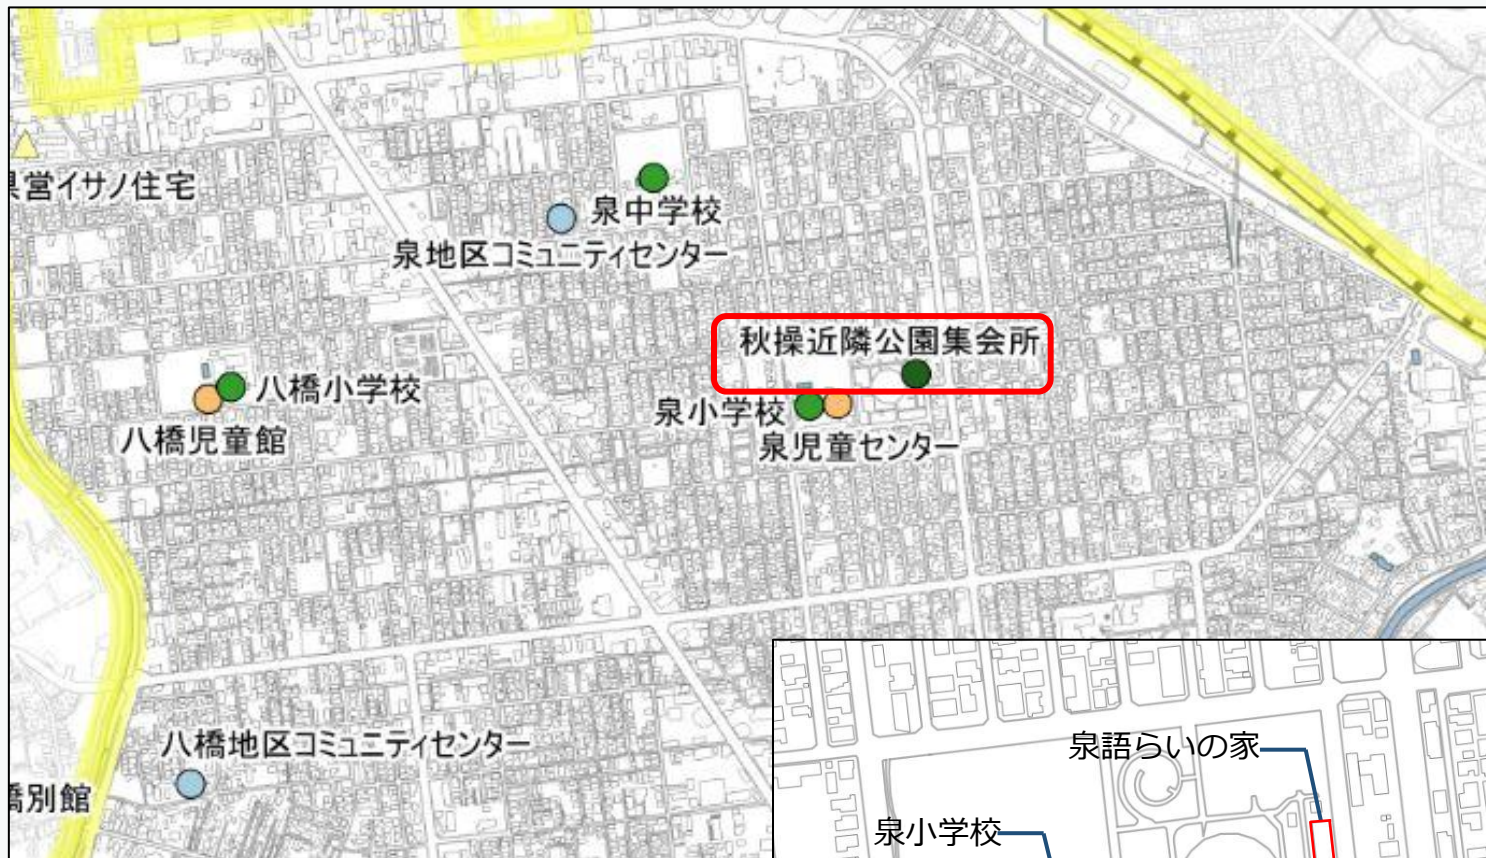 県営イサノ住宅
泉中学校
泉地区コミュニティセンター
秋操近隣公園集会所
八橋小学校
泉小学校
八橋児童館
泉児童センター
八橋地区コミュニティセンター
泉語らいの家
橋別館
泉小学校